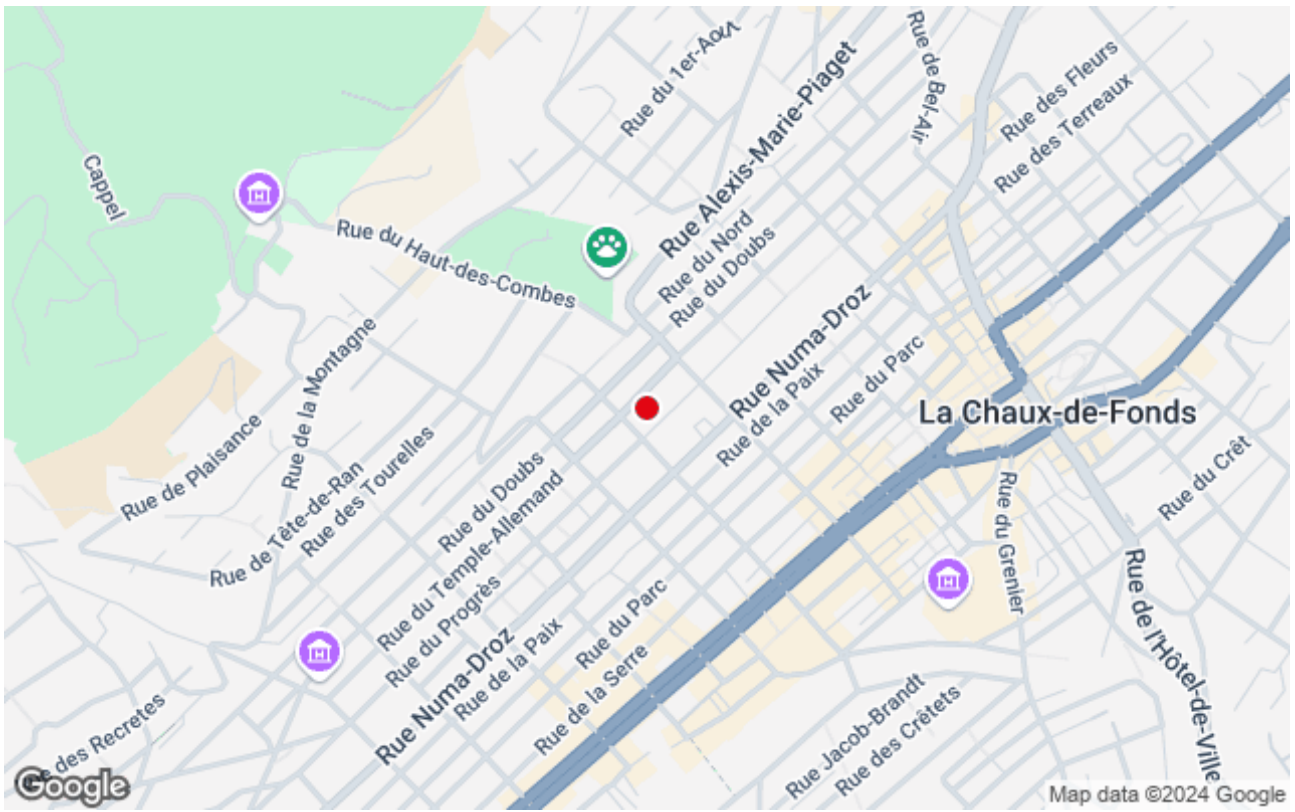 Rue du 1er-Août
Rue Alexis-Marie-Piaget
Rue de Bel-Air
Rue des Fleurs
Rue des Terreaux
Cappel
Rue du Haut-des-Combes
Rue du Nord
Rue du Doubs
Rue Numa-Droz
Rue du Parc
Rue de la Paix
Rue de la Montagne
La Chaux-de-Fonds
Rue de Plaisance
Rue des Tourelles
Rue de Tête-de-Ran
Rue du Doubs
Rue du Temple-Allemand
Rue du Progrès
Rue du Crêt
Rue du Grenier
Rue du Parc
Rue de la Paix
Rue Numa-Droz
Rue de la Serre
Rue de l'Hôtel-de-Ville
Rue Jacob-Brandt
Rue des Crêtets
Rue des Recretes
Google
Map data ©2024 Google